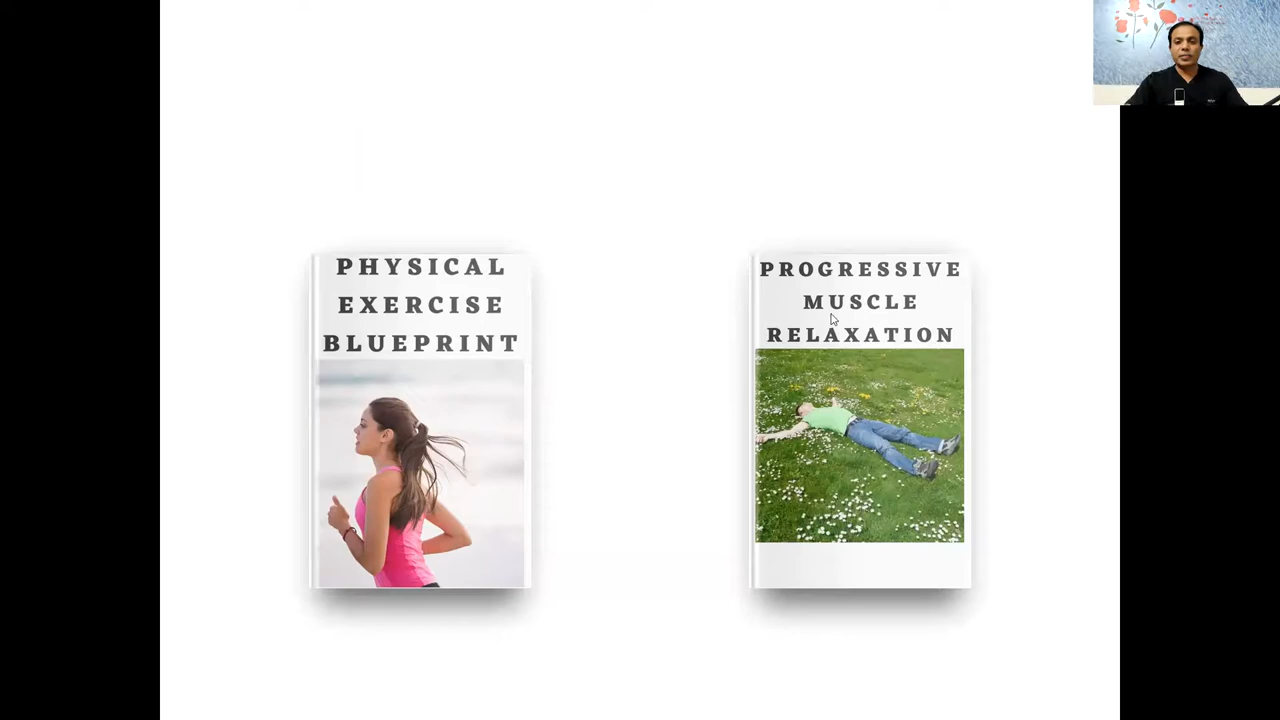 PHYSICAL
EXERCISE
BLUEPRINT
PROGRESSIVE
MUSCLE
RELAXATION